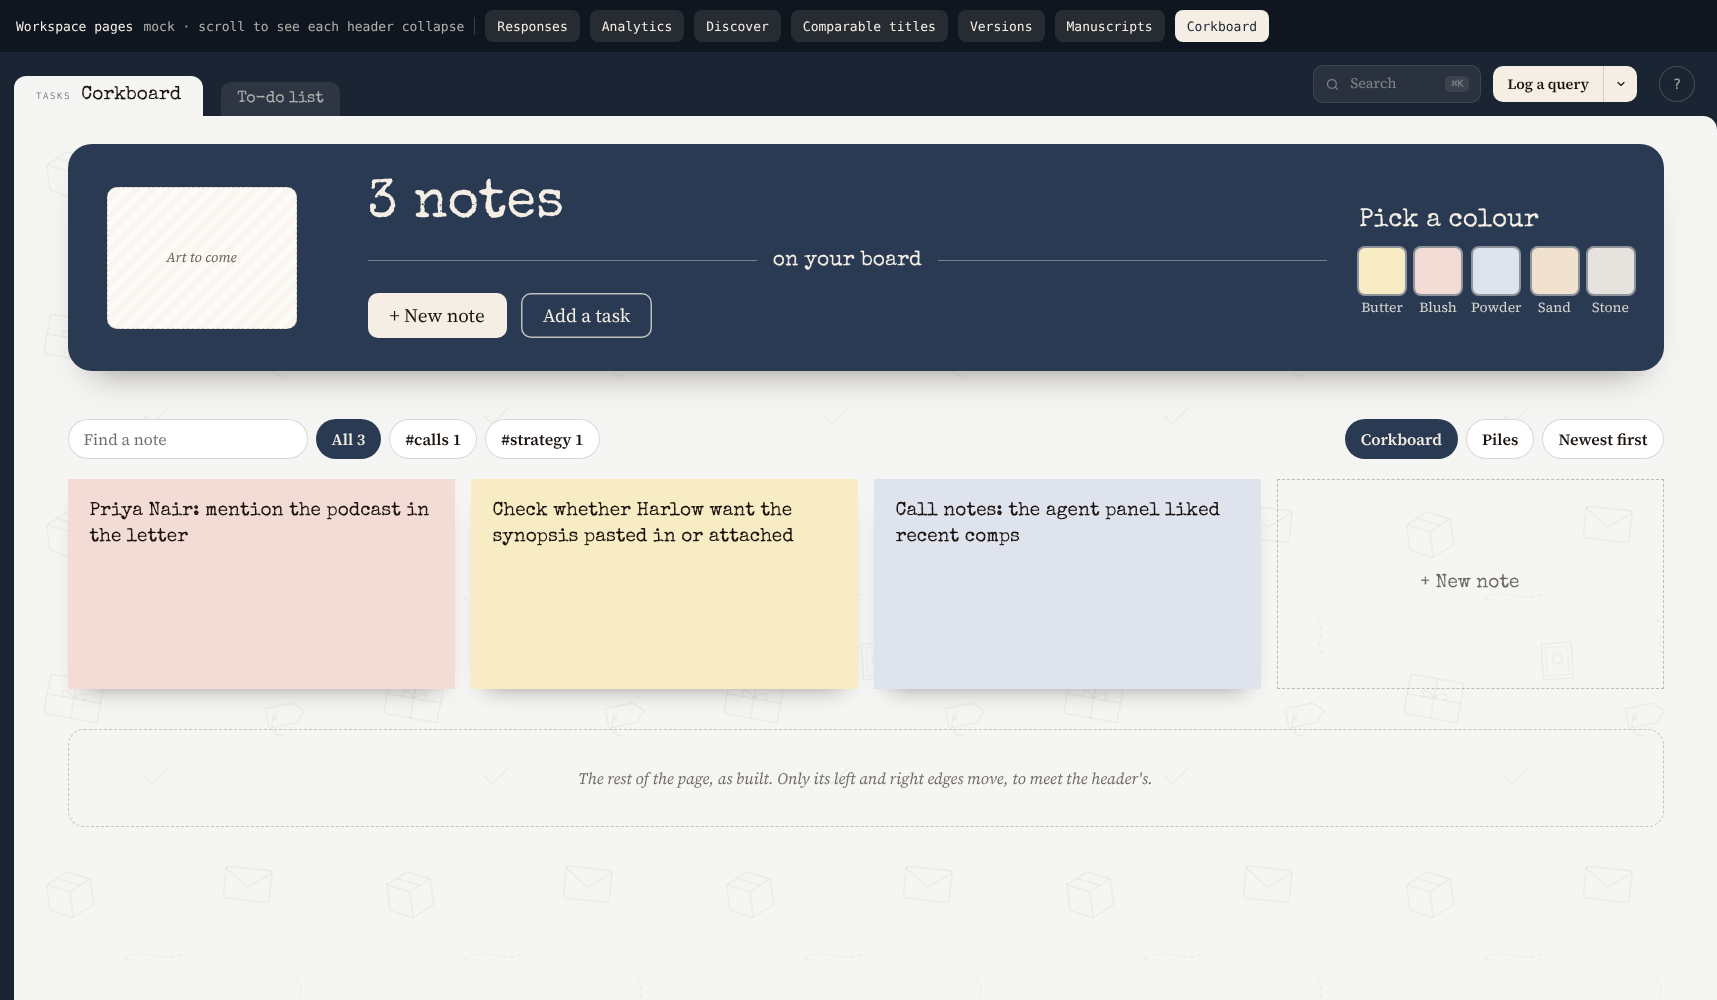 Workspace pages mock · scroll to see each header collapse Responses Analytics Discover Comparable titles Versions Manuscripts Corkboard
TASKS Corkboard To-do list Search ⌘K Log a query ?
3 notes
on your board
+ New note Add a task
Art to come
Pick a colour
Butter Blush Powder Sand Stone
Find a note All 3 #calls 1 #strategy 1 Corkboard Piles Newest first
Priya Nair: mention the podcast in
the letter
Check whether Harlow want the
synopsis pasted in or attached
Call notes: the agent panel liked
recent comps
+ New note
The rest of the page, as built. Only its left and right edges move, to meet the header's.